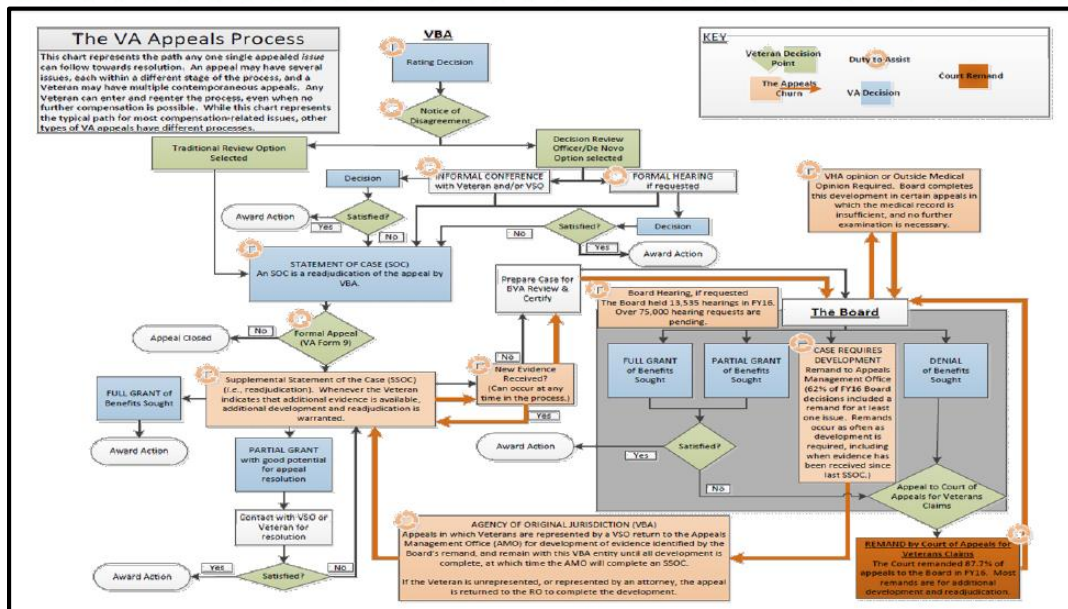 The VA Appeals Process
This chart represents the path any one single appealed issue
can follow towards resolution. An appeal may have several
issues, each within a different stage of the process, and a
Veteran may have multiple contemporaneous appeals. Any
Veteran can enter and reenter the process, even when no
further compensation is possible. While this chart represents
the typical path for most compensation-related issues, other
types of VA appeals have different processes.
VBA
Rating Decision
Notice of
Disagreement
KEY
Veteran Decision
Point
Duty to Assist
Court Remand
The Appeals
Churn
VA Decision
Traditional Review Option
Selected
Decision Review
Officer/De Novo
Option selected
Decision
INFORMAL CONFERENCE
with Veteran and/or VSO
FORMAL HEARING
if requested
Award Action
Satisfied?
Yes
No
Satisfied?
No
Yes
Decision
Award Action
STATEMENT OF CASE (SOC)
An SOC is a readjudication of the appeal by
VBA.
Prepare Case for
BVA Review &
Certify
VHA opinion or Outside Medical
Opinion Required. Board completes
this development in certain appeals in
which the medical record is
insufficient, and no further
examination is necessary.
Board Hearing, if requested
The Board held 13,535 hearings in FY16.
Over 75,000 hearing requests are
pending.
The Board
Appeal Closed
No
Formal Appeal
(VA Form 9)
No
New Evidence
Received?
(Can occur at any
time in the process.)
Yes
FULL GRANT of
Benefits Sought
Award Action
Supplemental Statement of the Case (SSOC)
(i.e., readjudication). Whenever the Veteran
indicates that additional evidence is available,
additional development and readjudication is
warranted.
FULL GRANT
of Benefits
Sought
PARTIAL GRANT
of Benefits
Sought
CASE REQUIRES
DEVELOPMENT
Remand to Appeals
Management Office
(62% of FY16 Board
decisions included a
remand for at least
one issue. Remands
occur as often as
development is
required, including
when evidence has
been received since
last SSOC.)
DENIAL of
Benefits
Sought
Award Action
Yes
Satisfied?
No
Appeal to Court of
Appeals for Veterans
Claims
PARTIAL GRANT
with good potential
for appeal
resolution
Contact with VSO or
Veteran for
resolution
Award Action
Yes
Satisfied?
No
AGENCY OF ORIGINAL JURISDICTION (VBA)
Appeals in which Veterans are represented by a VSO return to the Appeals
Management Office (AMO) for development of evidence identified by the
Board's remand, and remain with this VBA entity until all development is
complete, at which time the AMO will complete an SSOC.
If the Veteran is unrepresented, or represented by an attorney, the appeal
is returned to the RO to complete the development.
REMAND by Court of Appeals for
Veterans Claims
The Court remanded 67.7% of
appeals to the Board in FY16. Most
remands are for additional
development and readjudication.